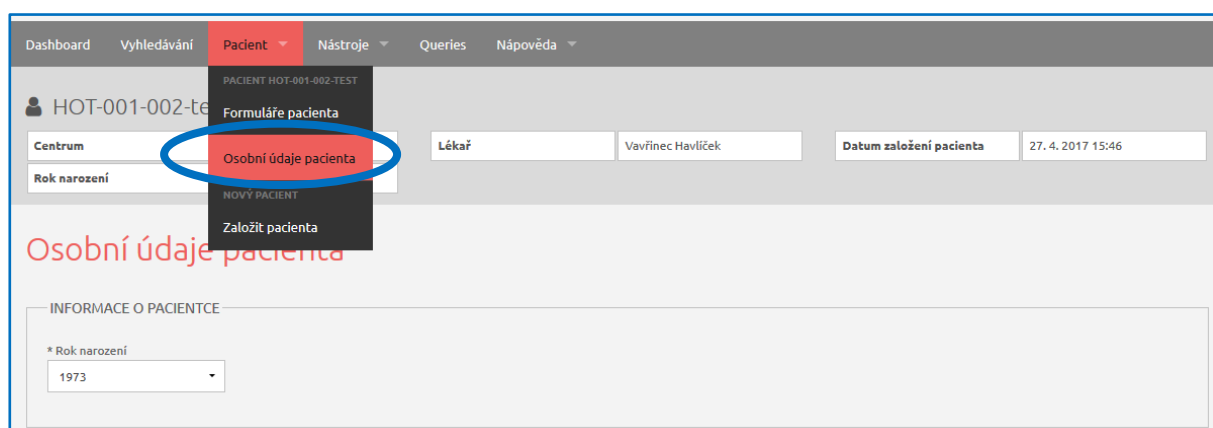 Dashboard Vyhledávání Pacient Nástroje Queries Nápověda
PACIENT HOT-001-002-TEST
HOT-001-002-te
Formuláře pacienta
Centrum Lékař Vavřinec Havlíček Datum založení pacienta 27. 4. 2017 15:46
Osobní údaje pacienta
Rok narození
NOVÝ PACIENT
Založit pacienta
Osobní údaje pacienta
INFORMACE O PACIENTCE
* Rok narození
1973